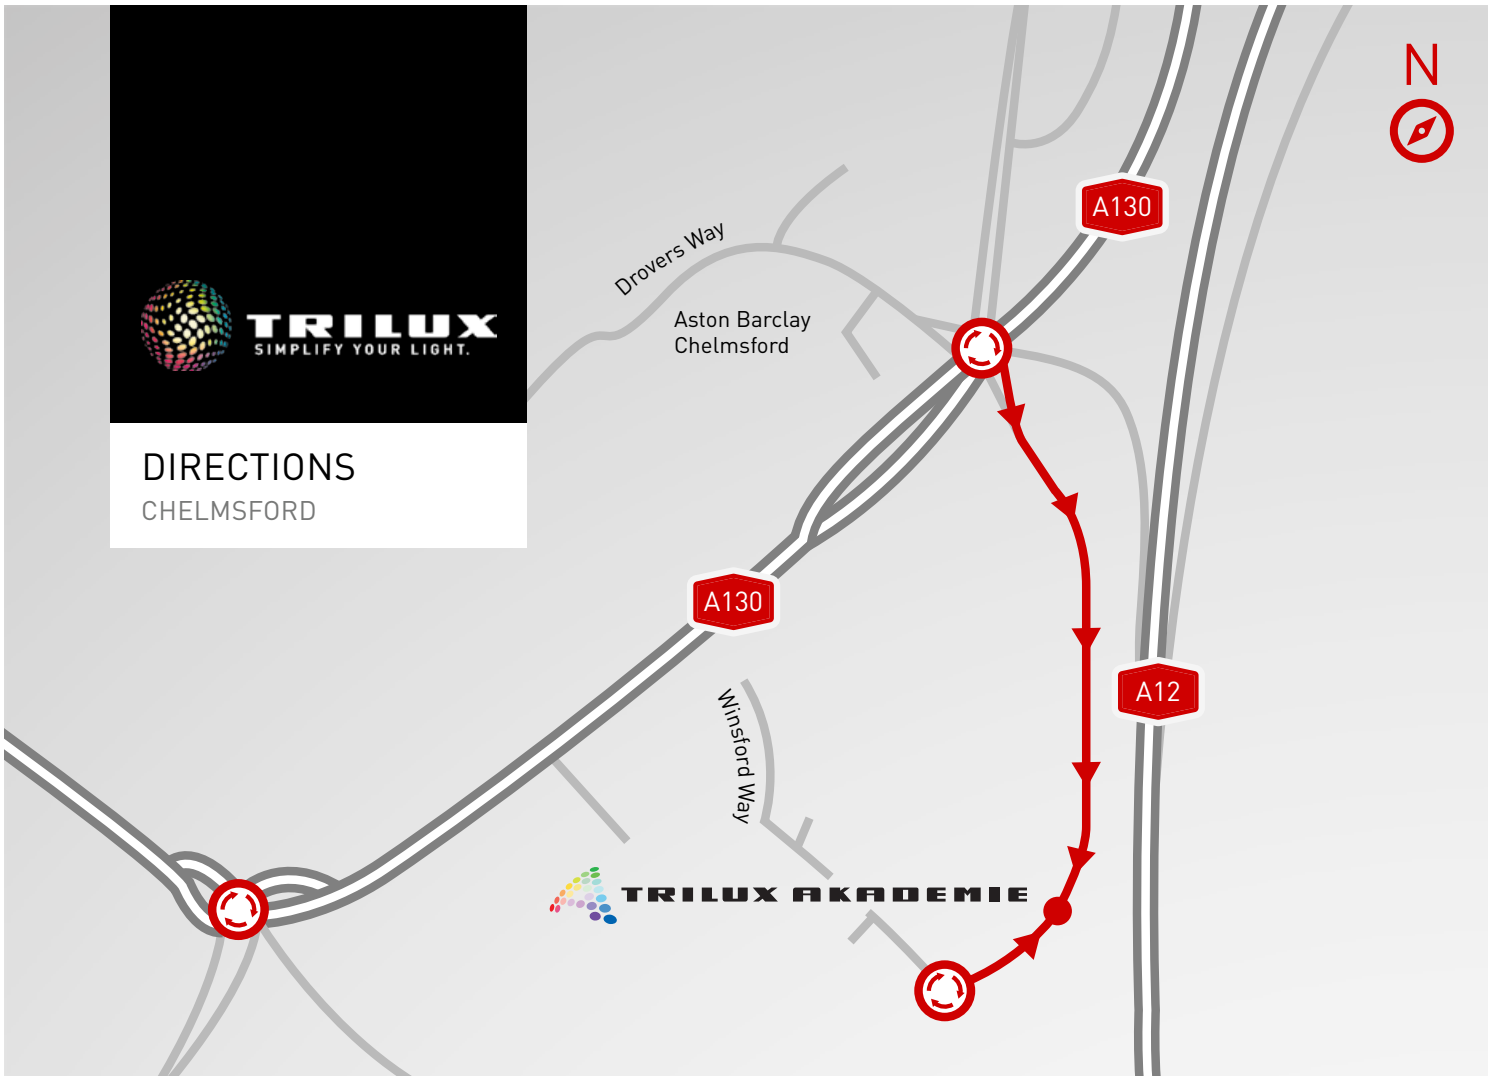 TRILUX
SIMPLIFY YOUR LIGHT.
DIRECTIONS
CHELMSFORD
N
A130
Drovers Way
Aston Barclay
Chelmsford
A130
A12
Winsford Way
TRILUX AKADEMIE